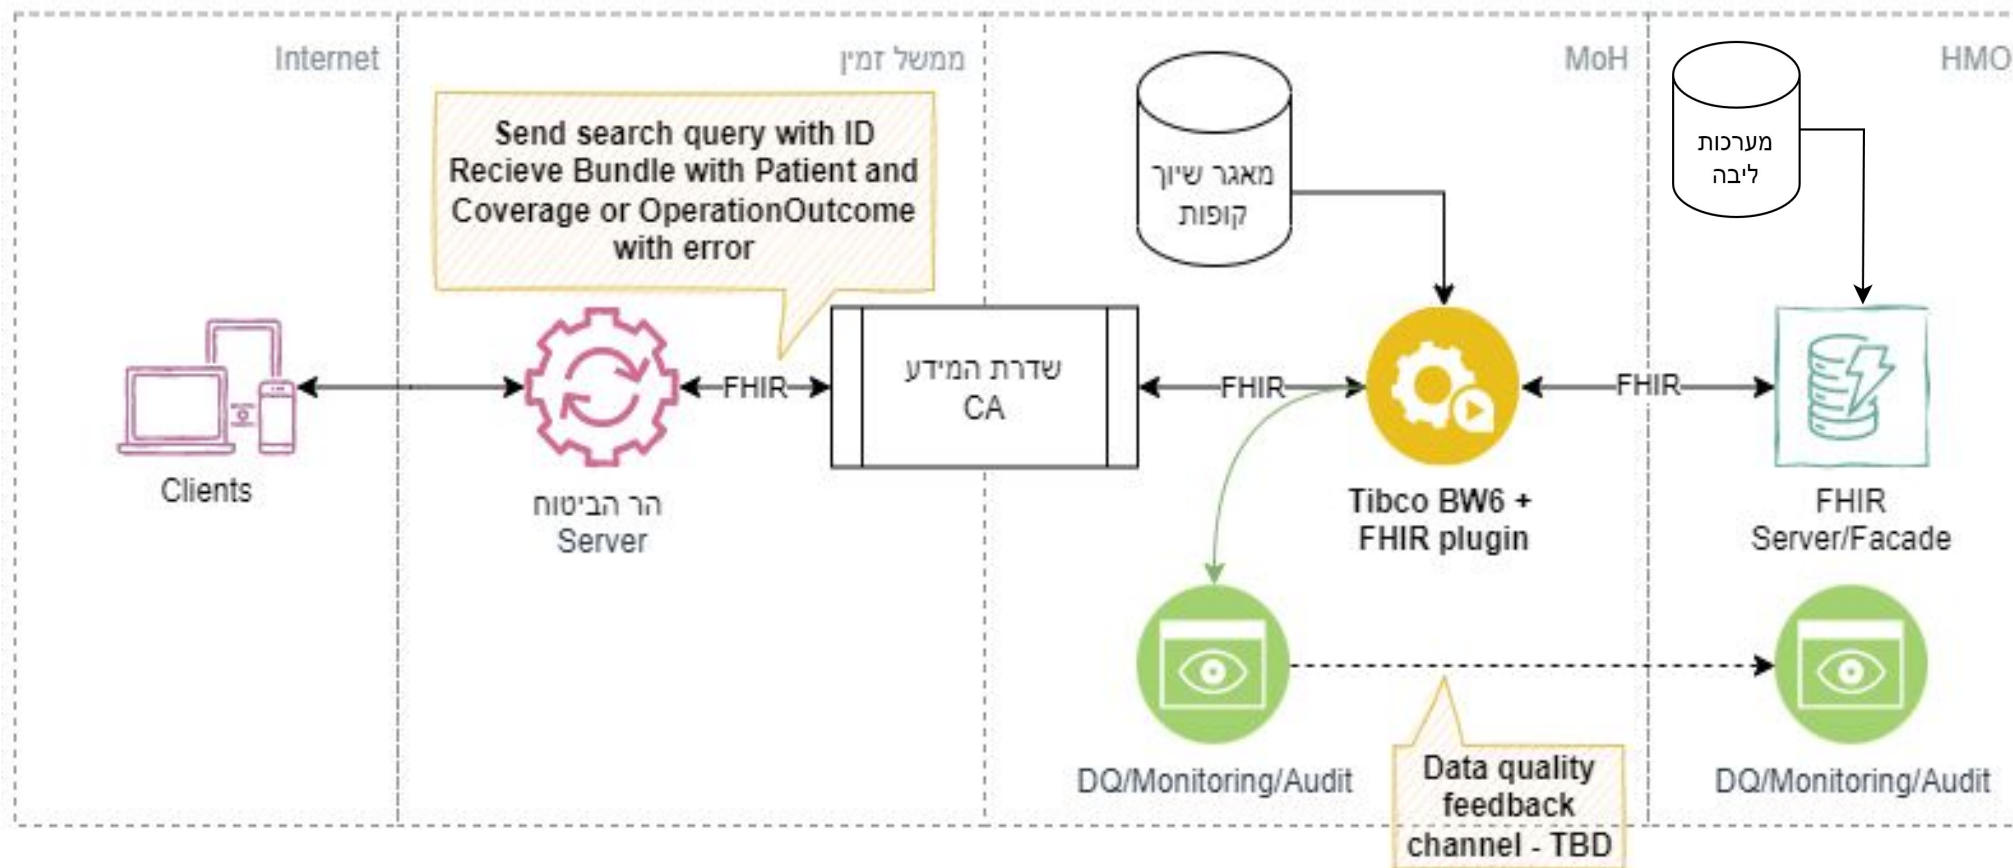 Internet
ממשל זמין
MoH
HMO
Send search query with ID
Recieve Bundle with Patient and
Coverage or OperationOutcome
with error
מאגר שיוך
קופות
מערכות
ליבה
FHIR
שדרת המידע
CA
FHIR
FHIR
Clients
הר הביטוח
Server
Tibco BW6 +
FHIR plugin
FHIR
Server/Facade
DQ/Monitoring/Audit
Data quality
feedback
channel - TBD
DQ/Monitoring/Audit